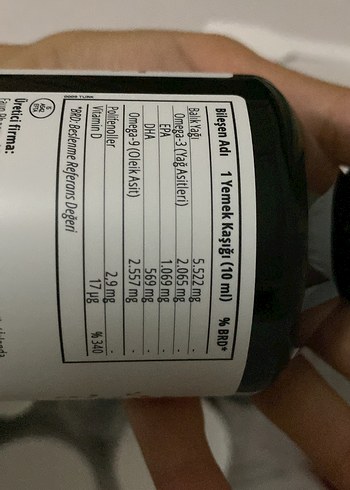 Bileşen Adı 1 Yemek Kaşığı (10 ml) % BRD*
Balık Yağı 5.522 mg -
Omega-3 (Yağ Asitleri) 2.065 mg -
EPA 1.069 mg -
DHA 569 mg -
Omega-9 (Oleik Asit) 2.557 mg -
Polifenoller 2,9 mg -
Vitamin D 17 µg % 340
*BRD: Beslenme Referans Değeri
Üretici firma: